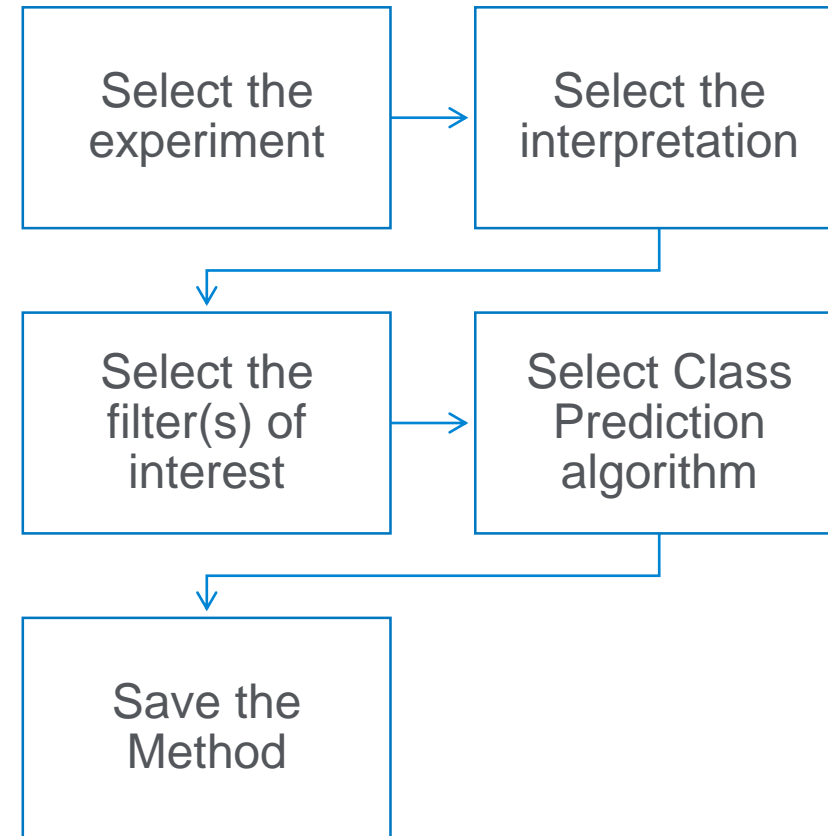 Select the
experiment
Select the
interpretation
Select the
filter(s) of
interest
Select Class
Prediction
algorithm
Save the
Method